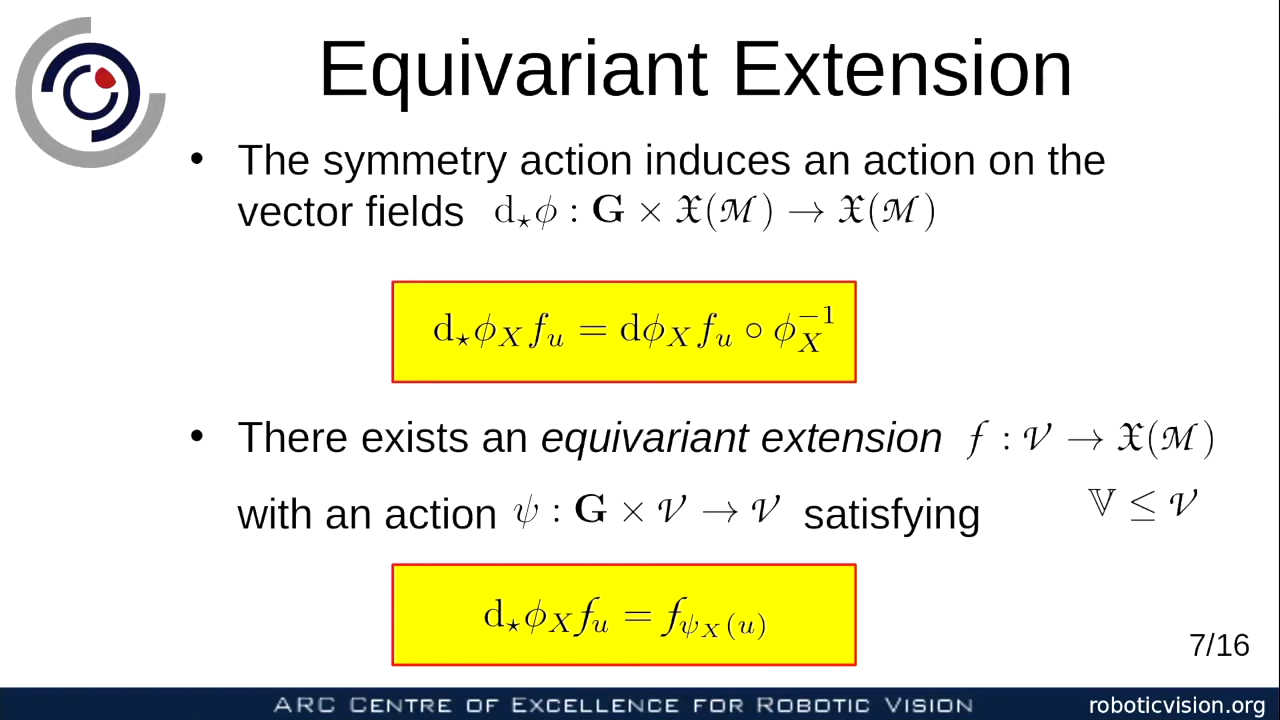 Equivariant Extension
• The symmetry action induces an action on the
vector fields d⋆ϕ : G × 𝔛(ℳ) → 𝔛(ℳ)
d⋆ϕ_X f_u = dϕ_X f_u ∘ ϕ_X^{-1}
• There exists an equivariant extension f : 𝒱 → 𝔛(ℳ)
with an action ψ : G × 𝒱 → 𝒱 satisfying 𝕍 ≤ 𝒱
d⋆ϕ_X f_u = f_{ψ_X(u)}
7/16
ARC Centre of Excellence for Robotic Vision roboticvision.org